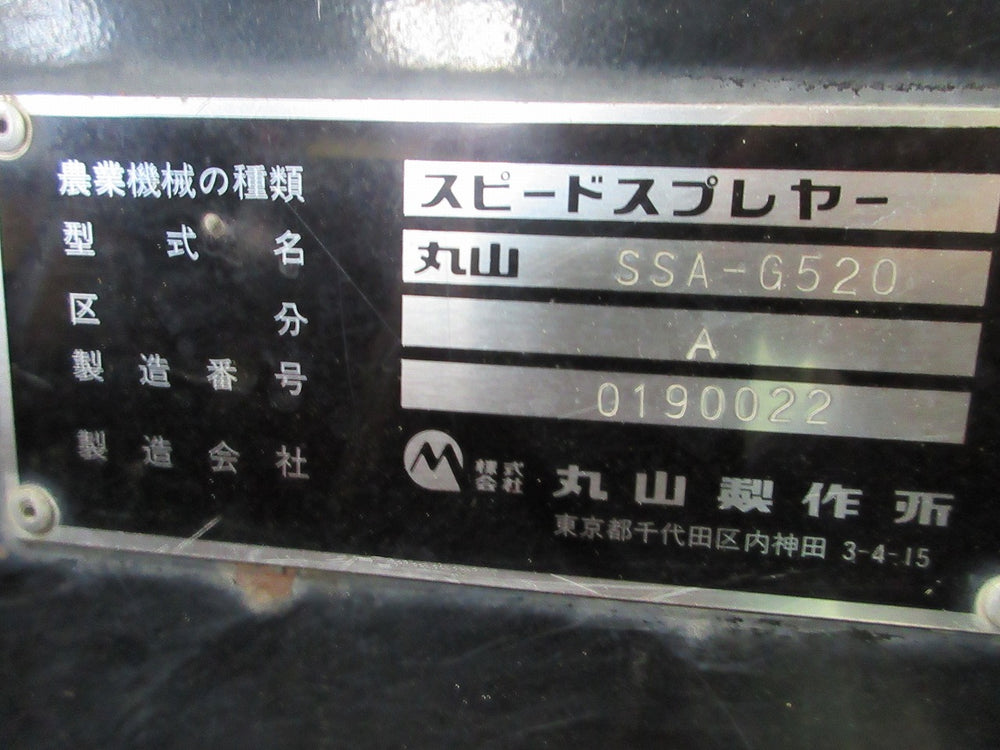 農業機械の種類 スピードスプレヤー
型式名 丸山 SSA-G520
区分 A
製造番号 0190022
製造会社 株式会社 丸山製作所
東京都千代田区内神田 3-4-15